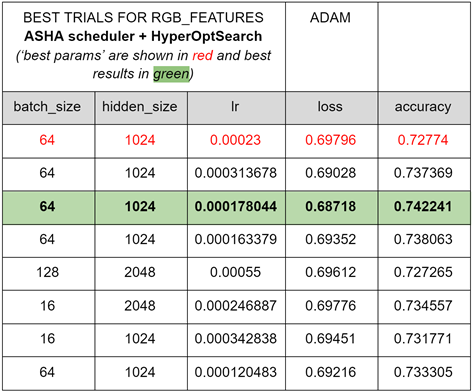 BEST TRIALS FOR RGB_FEATURES ADAM
ASHA scheduler + HyperOptSearch
(‘best params’ are shown in red and best
results in green)
batch_size hidden_size lr loss accuracy
64 1024 0.00023 0.69796 0.72774
64 1024 0.000313678 0.69028 0.737369
64 1024 0.000178044 0.68718 0.742241
64 1024 0.000163379 0.69352 0.738063
128 2048 0.00055 0.69612 0.727265
16 2048 0.000246887 0.69776 0.734557
16 1024 0.000342838 0.69451 0.731771
64 1024 0.000120483 0.69216 0.733305